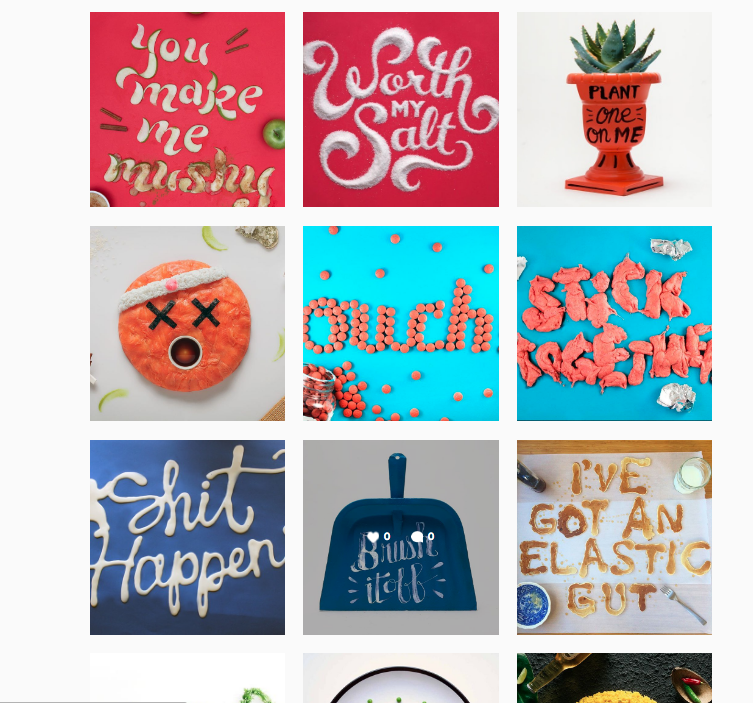 you
make
me
mushy
Worth
MY
Salt
PLANT
one
ON ME
ouch
STICK
TOGETHER
Shit
Happens
0 0
Brush
it off
I'VE
GOT AN
ELASTIC
GUT